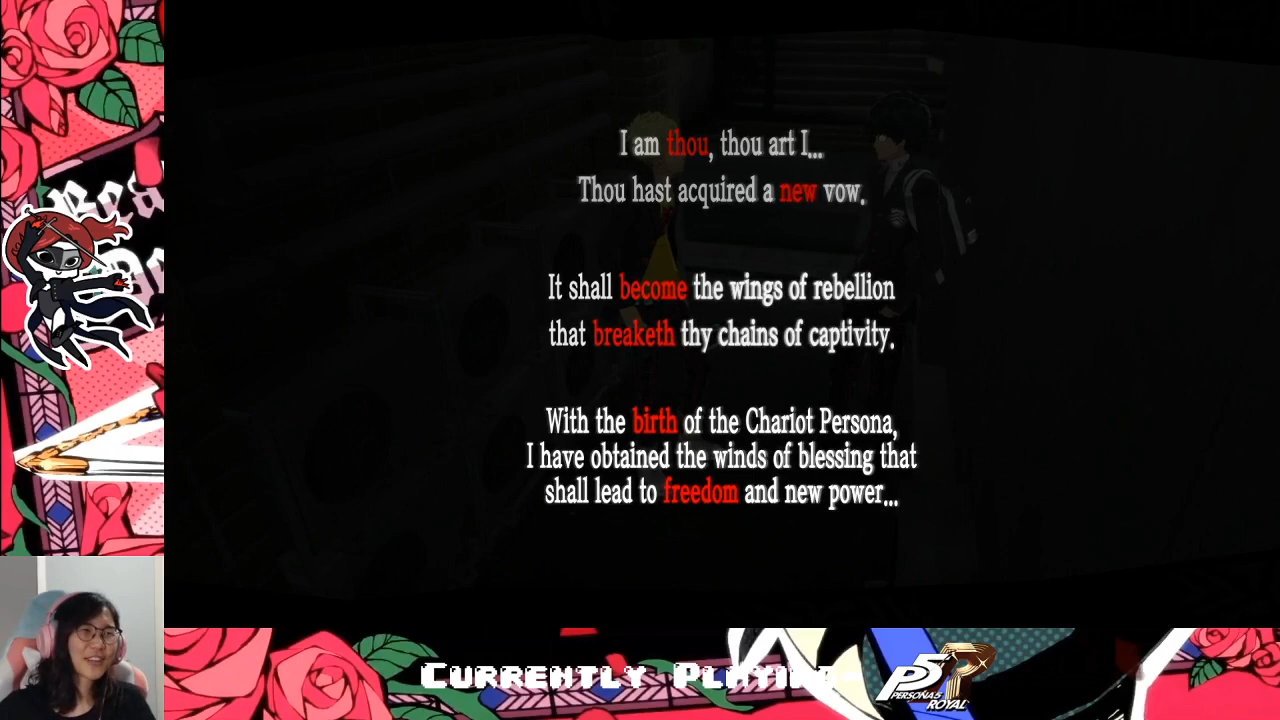 I am thou, thou art I...
Thou hast acquired a new vow.
It shall become the wings of rebellion
that breaketh thy chains of captivity.
With the birth of the Chariot Persona,
I have obtained the winds of blessing that
shall lead to freedom and new power...
Currently Playing-
P5R
PERSONA5
ROYAL